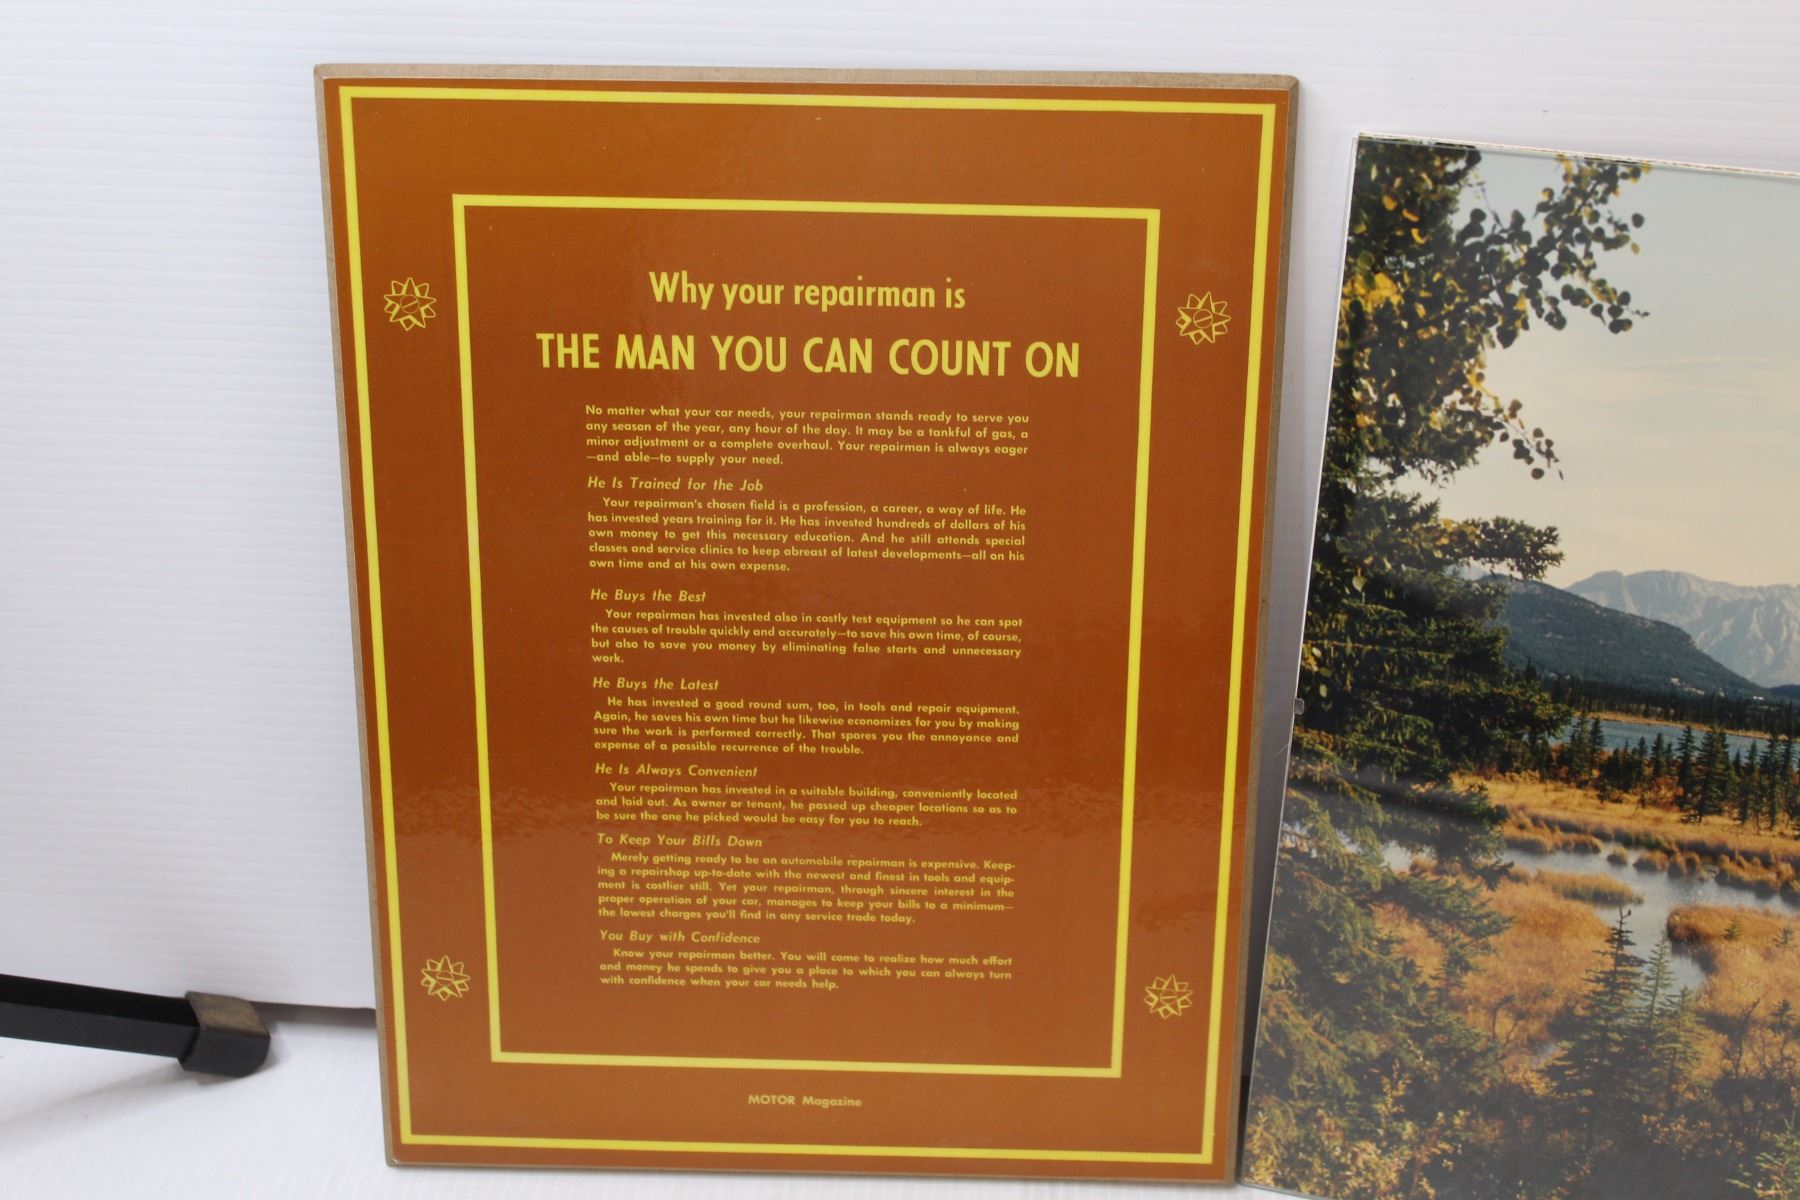 Why your repairman is
THE MAN YOU CAN COUNT ON
No matter what your car needs, your repairman stands ready to serve you
any season of the year, any hour of the day. It may be a tankful of gas, a
minor adjustment or a complete overhaul. Your repairman is always eager
—and able—to supply your need.
He Is Trained for the Job
Your repairman's chosen field is a profession, a career, a way of life. He
has invested years training for it. He has invested hundreds of dollars of his
own money to get this necessary education. And he still attends special
classes and service clinics to keep abreast of latest developments—all on his
own time and at his own expense.
He Buys the Best
Your repairman has invested also in costly test equipment so he can spot
the causes of trouble quickly and accurately—to save his own time, of course,
but also to save you money by eliminating false starts and unnecessary
work.
He Buys the Latest
He has invested a good round sum, too, in tools and repair equipment.
Again, he saves his own time but he likewise economizes for you by making
sure the work is performed correctly. That spares you the annoyance and
expense of a possible recurrence of the trouble.
He Is Always Convenient
Your repairman has invested in a suitable building, conveniently located
and laid out. As owner or tenant, he passed up cheaper locations so as to
be sure the one he picked would be easy for you to reach.
To Keep Your Bills Down
Merely getting ready to be an automobile repairman is expensive. Keep-
ing a repairshop up-to-date with the newest and finest in tools and equip-
ment is costlier still. Yet your repairman, through sincere interest in the
proper operation of your car, manages to keep your bills to a minimum—
the lowest charges you'll find in any service trade today.
You Buy with Confidence
Know your repairman better. You will come to realize how much effort
and money he spends to give you a place to which you can always turn
with confidence when your car needs help.
MOTOR Magazine